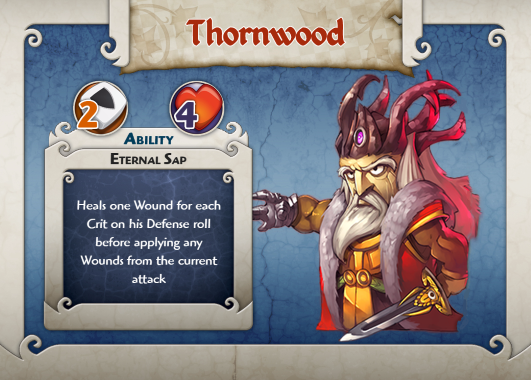 Thornwood
2 4
Ability
Eternal Sap
Heals one Wound for each
Crit on his Defense roll
before applying any
Wounds from the current
attack